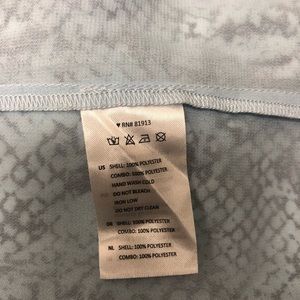 ♥ RN# 81913
US SHELL: 100% POLYESTER
COMBO: 100% POLYESTER
HAND WASH COLD
DO NOT BLEACH
IRON LOW
DO NOT DRY CLEAN
GR SHELL: 100% POLYESTER
COMBO: 100% POLYESTER
NL SHELL: 100% POLYESTER
COMBO: 100% POLYESTER